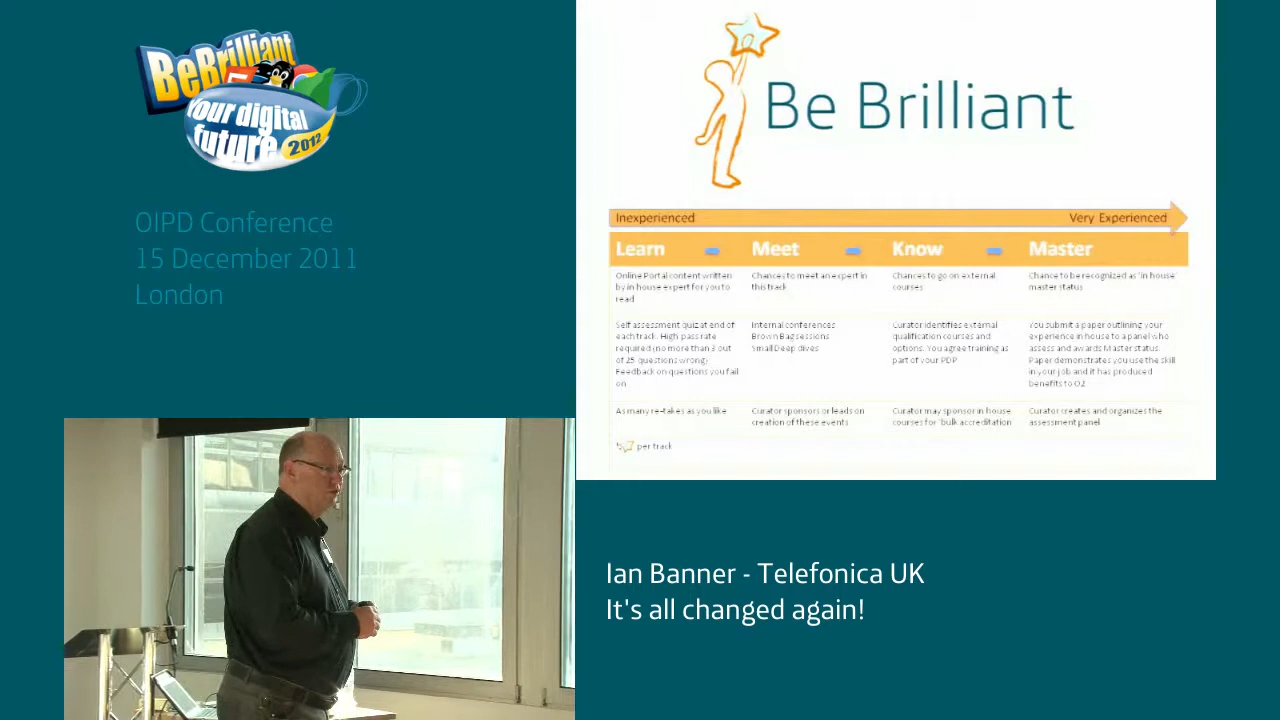 BeBrilliant
Your digital
future
2012
OIPD Conference
15 December 2011
London
Be Brilliant
Inexperienced
Very Experienced
Learn
Meet
Know
Master
Online Portal content written
by in house expert for you to
read
Chances to meet an expert in
this track
Chances to go on external
courses
Chance to be recognized as 'in house'
master status
Self assessment quiz at end of
each track. High pass rate
required (no more than 3 out
of 25 questions wrong)
Feedback on questions you fail
on
Internal conferences
Brown Bag sessions
Small Deep dives
Curator identifies external
qualification courses and
options. You agree training as
part of your PDP
You submit a paper outlining your
experience in house to a panel who
assess and awards Master status.
Paper demonstrates you use the skill
in your job and it has produced
benefits to O2
As many re-takes as you like
Curator sponsors or leads on
creation of these events
Curator may sponsor in house
courses for 'bulk accreditation
Curator creates and organizes the
assessment panel
per track
Ian Banner - Telefonica UK
It's all changed again!